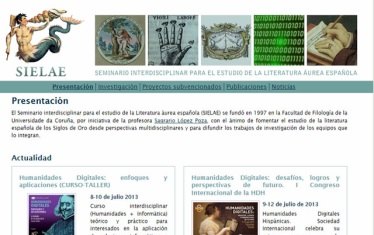 SIELAE
SEMINARIO INTERDISCIPLINAR PARA EL ESTUDIO DE LA LITERATURA ÁUREA ESPAÑOLA
Presentación | Investigación | Proyectos subvencionados | Publicaciones | Noticias
Presentación
El Seminario interdisciplinar para el estudio de la Literatura áurea española (SIELAE) se fundó en 1997 en la Facultad de Filología de la
Universidade da Coruña, por iniciativa de la profesora Sagrario López Poza, con el ánimo de fomentar el estudio de la literatura
española de los Siglos de Oro desde perspectivas multidisciplinares y para difundir los trabajos de investigación de los equipos que
lo integran.
Actualidad
Humanidades Digitales: enfoques y
aplicaciones (CURSO-TALLER)
8-10 de julio 2013
Curso interdisciplinar
(Humanidades + Informática)
teórico y práctico para
interesados en la aplicación
Humanidades Digitales: desafíos, logros y
perspectivas de futuro. I Congreso
Internacional de la HDH
9-12 de julio 2013
Humanidades Digitales
Hispánicas. Sociedad
Internacional celebra su